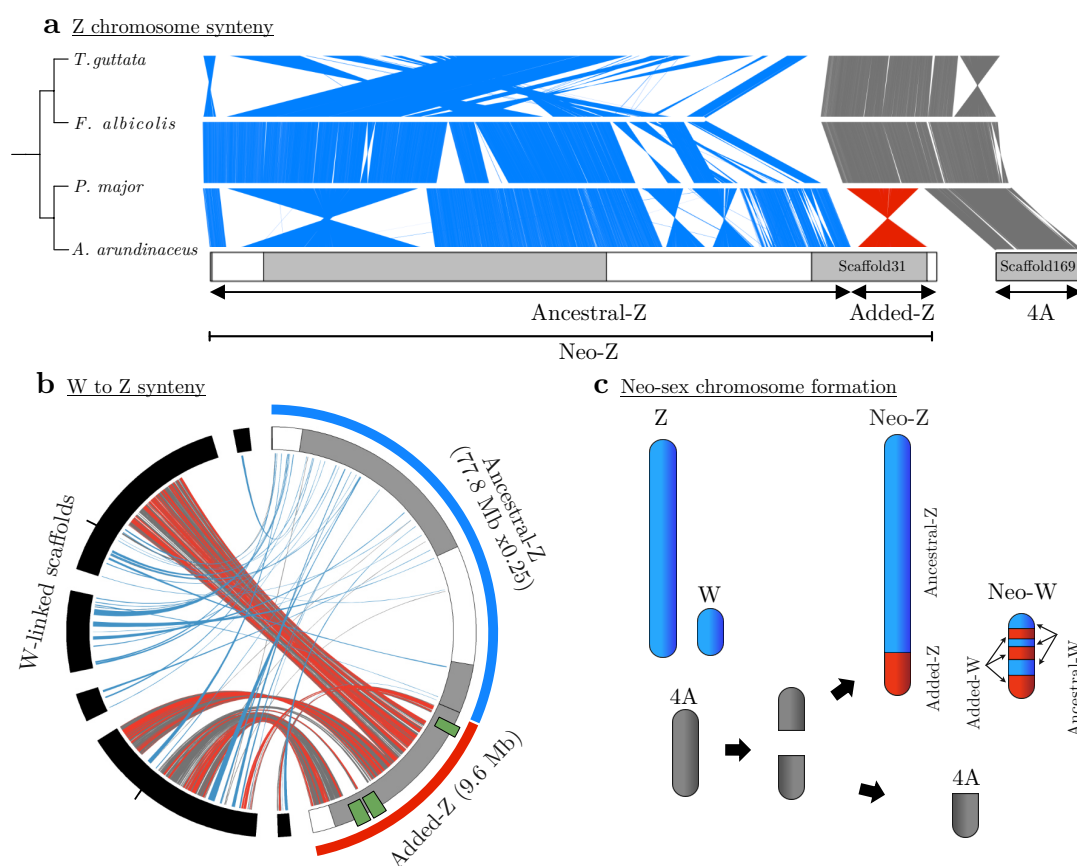 a Z chromosome synteny
T. guttata
F. albicolis
P. major
A. arundinaceus
Scaffold31
Scaffold169
Ancestral-Z
Added-Z
4A
Neo-Z
b W to Z synteny
W-linked scaffolds
Ancestral-Z
(77.8 Mb
x0.25)
Added-Z (9.6 Mb)
c Neo-sex chromosome formation
Z
Neo-Z
W
Ancestral-Z
Neo-W
4A
Added-Z
Added-W
Ancestral-W
4A